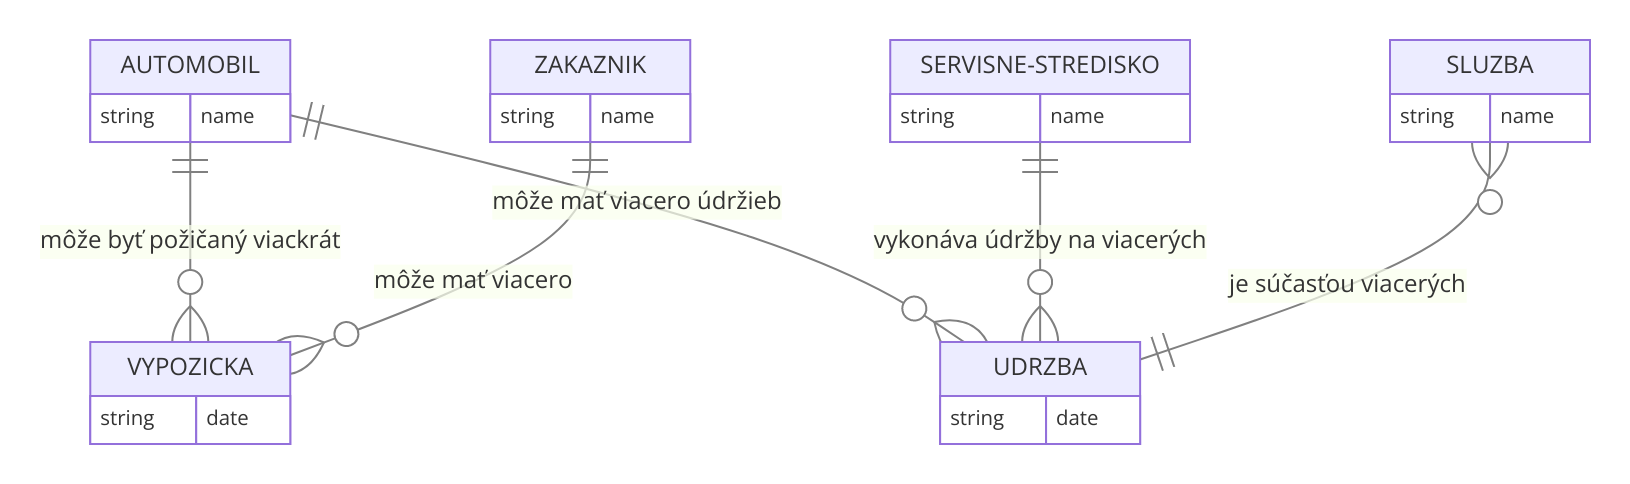 AUTOMOBIL
string name
ZAKAZNIK
string name
SERVISNE-STREDISKO
string name
SLUZBA
string name
môže mať viacero údržieb
môže byť požičaný viackrát
vykonáva údržby na viacerých
môže mať viacero
je súčasťou viacerých
VYPOZICKA
string date
UDRZBA
string date